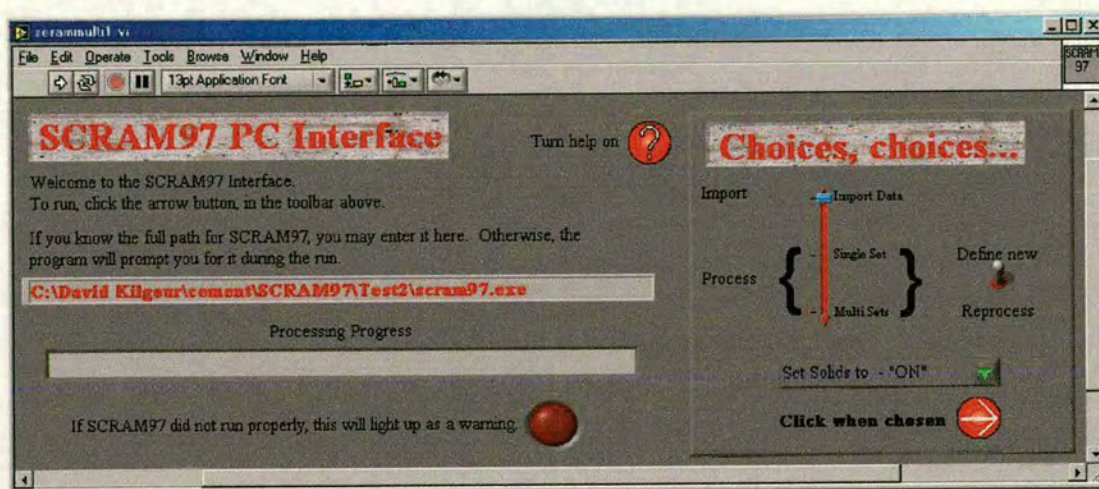 scrammulti1 vi
File Edit Operate Tools Browse Window Help
13pt Application Font
SCRAM
97
SCRAM97 PC Interface
Turn help on
?
Welcome to the SCRAM97 Interface.
To run, click the arrow button, in the toolbar above.
If you know the full path for SCRAM97, you may enter it here. Otherwise, the
program will prompt you for it during the run.
C:\David Kilgour\cement\SCRAM97\Test2\scram97.exe
Processing Progress
If SCRAM97 did not run properly, this will light up as a warning.
Choices, choices...
Import
Import Data
Process
Single Set
Multi Sets
Define new
Reprocess
Set Solids to - "ON"
Click when chosen